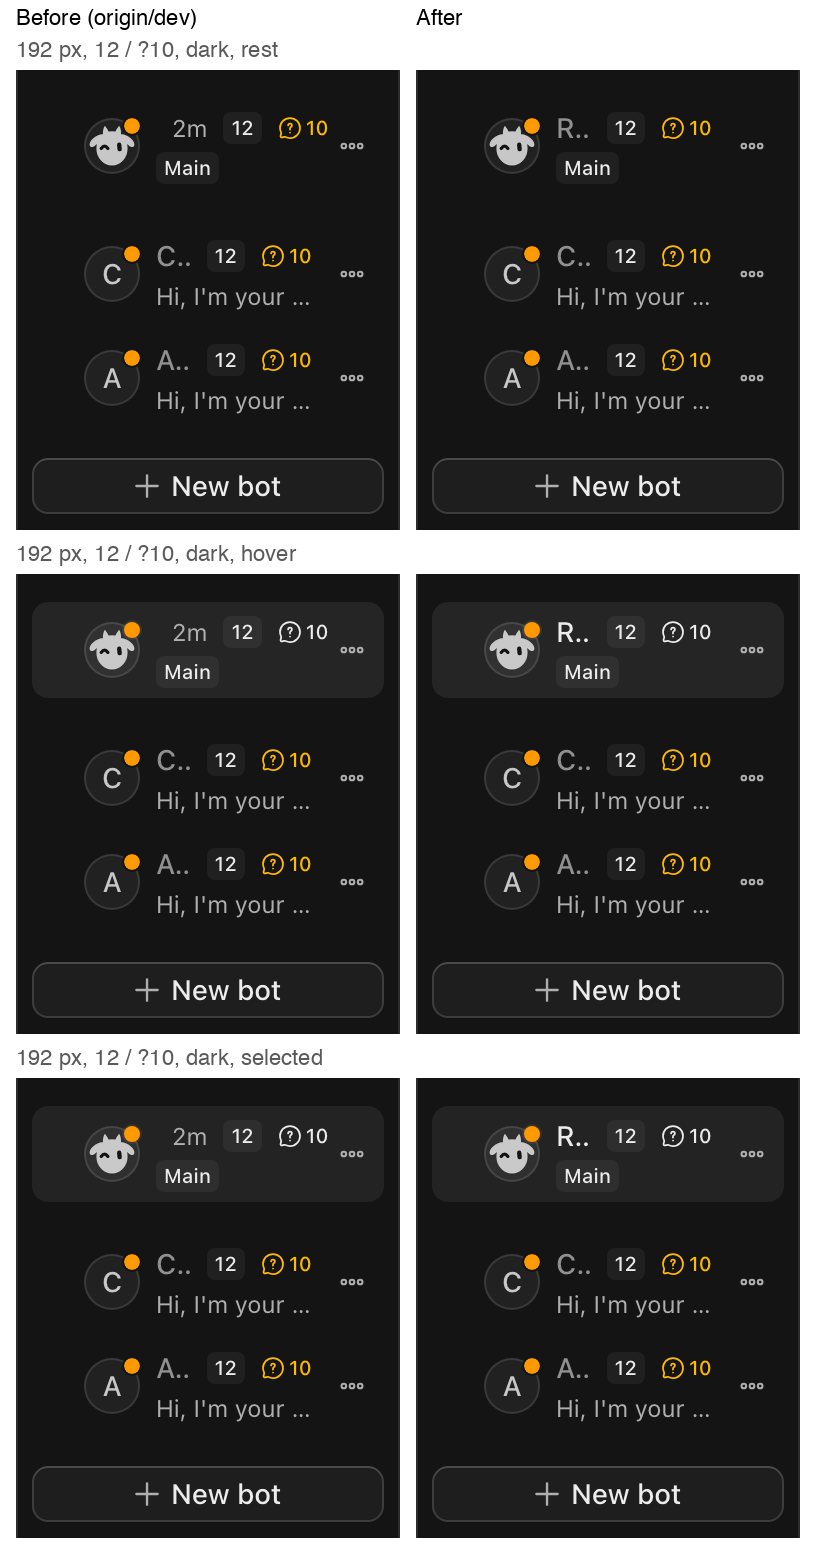 Before (origin/dev) After
192 px, 12 / ?10, dark, rest
2m 12 ?10 R.. 12 ?10
Main Main
C C.. 12 ?10 C C.. 12 ?10
Hi, I'm your ... Hi, I'm your ...
A A.. 12 ?10 A A.. 12 ?10
Hi, I'm your ... Hi, I'm your ...
+ New bot + New bot
192 px, 12 / ?10, dark, hover
2m 12 ?10 R.. 12 ?10
Main Main
C C.. 12 ?10 C C.. 12 ?10
Hi, I'm your ... Hi, I'm your ...
A A.. 12 ?10 A A.. 12 ?10
Hi, I'm your ... Hi, I'm your ...
+ New bot + New bot
192 px, 12 / ?10, dark, selected
2m 12 ?10 R.. 12 ?10
Main Main
C C.. 12 ?10 C C.. 12 ?10
Hi, I'm your ... Hi, I'm your ...
A A.. 12 ?10 A A.. 12 ?10
Hi, I'm your ... Hi, I'm your ...
+ New bot + New bot